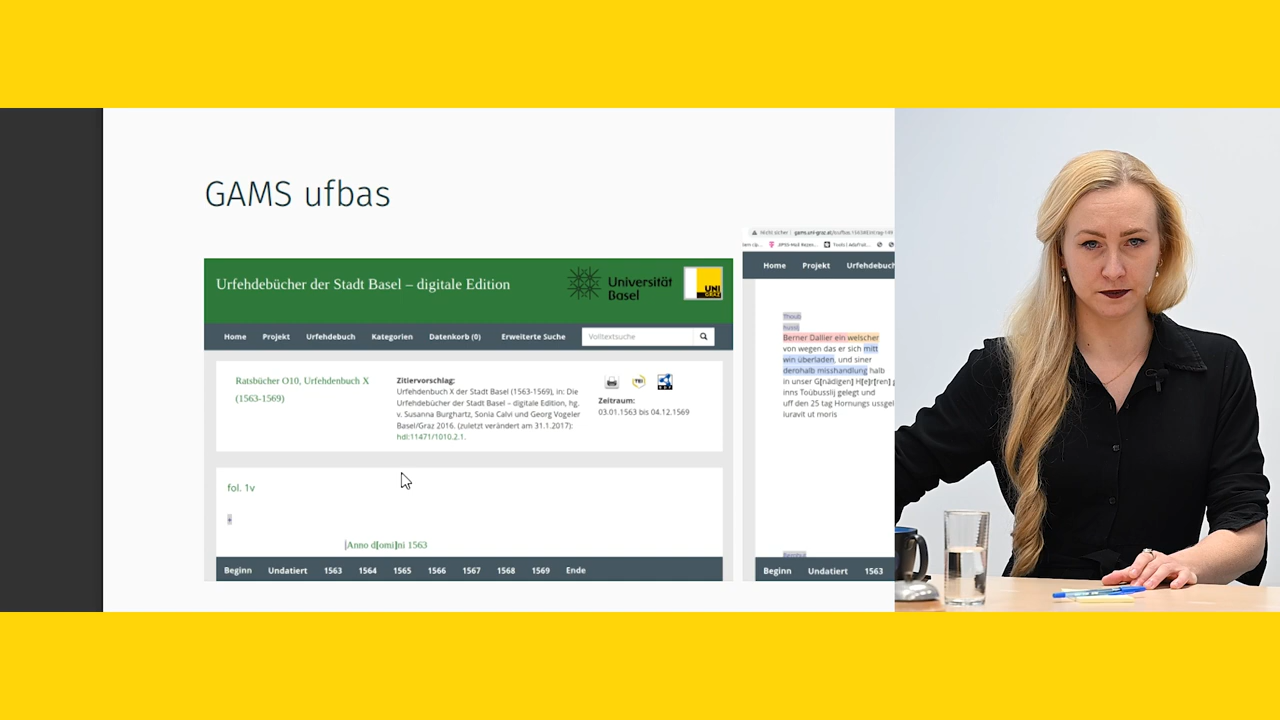 GAMS ufbas
Urfehdebücher der Stadt Basel – digitale Edition
Universität
Basel
UNI
GRAZ
Home Projekt Urfehdebuch Kategorien Datenkorb (0) Erweiterte Suche Volltextsuche
Ratsbücher O10, Urfehdenbuch X
(1563-1569)
Zitiervorschlag:
Urfehdenbuch X der Stadt Basel (1563-1569), in: Die
Urfehdebücher der Stadt Basel – digitale Edition, hg.
v. Susanna Burghartz, Sonia Calvi und Georg Vogeler
Basel/Graz 2016. (zuletzt verändert am 31.1.2017):
hdl:11471/1010.2.1.
TEI
Zeitraum:
03.01.1563 bis 04.12.1569
fol. 1v
Anno d[omi]ni 1563
Beginn Undatiert 1563 1564 1565 1566 1567 1568 1569 Ende
Nicht sicher
Home Projekt Urfehdebuch
Berner Dallier ein welscher
von wegen das er sich mitt
win überladen, und siner
derohalb misshandlung halb
in unser G[nädigen] H[e]r[ren]
inns Toübusslij gelegt und
uff den 25 tag Hornungs ussgel
iuravit ut moris
Beginn Undatiert 1563